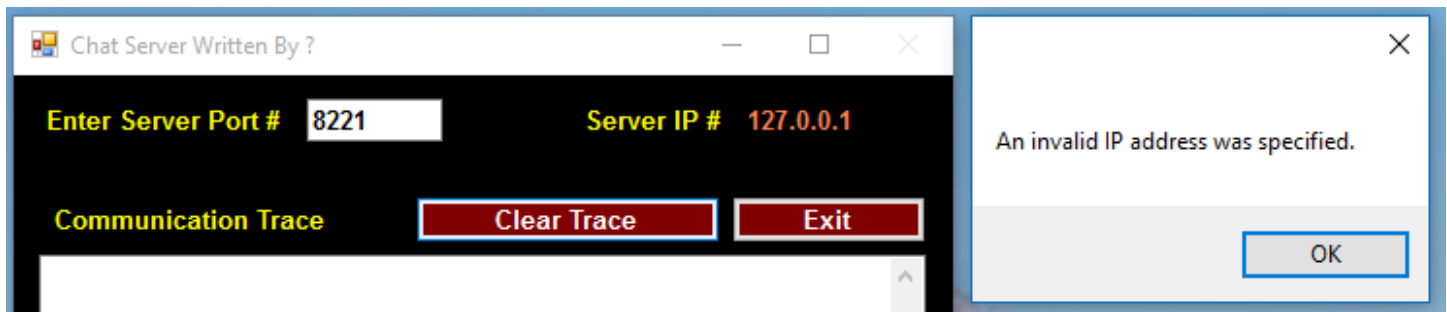 Chat Server Written By ?
Enter Server Port # 8221 Server IP # 127.0.0.1
Communication Trace Clear Trace Exit
An invalid IP address was specified.
OK